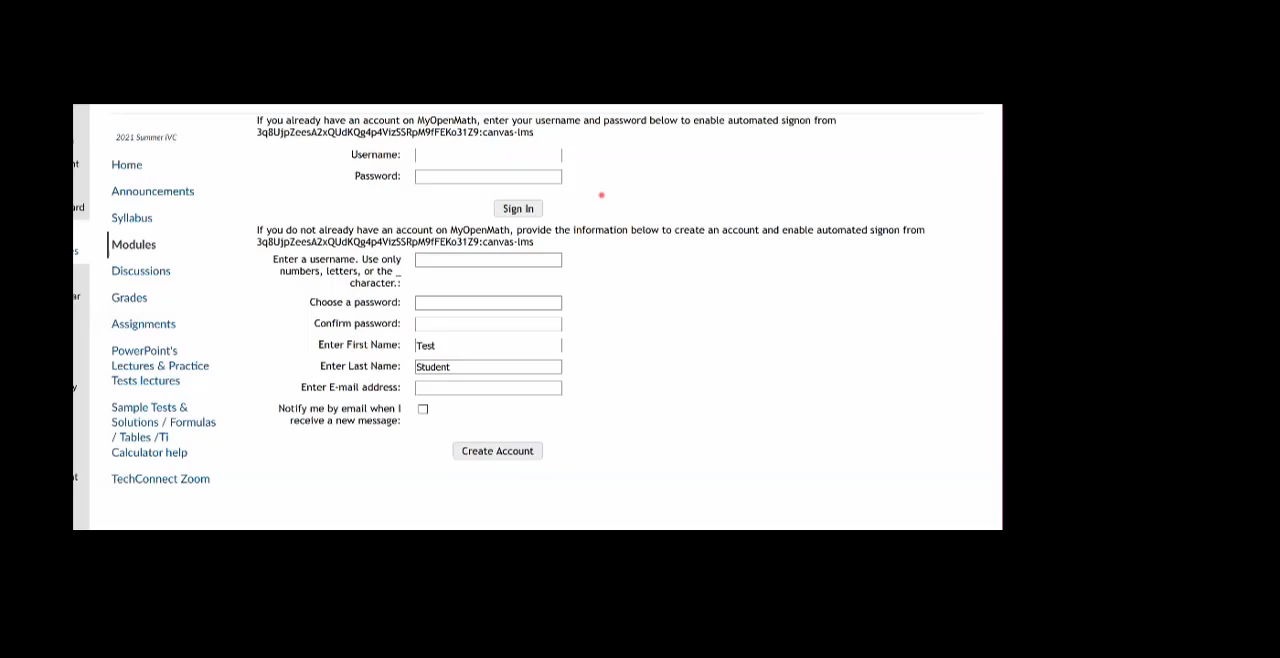 2021 Summer IVC
Home
Announcements
Syllabus
Modules
Discussions
Grades
Assignments
PowerPoint's
Lectures & Practice
Tests lectures
Sample Tests &
Solutions / Formulas
/ Tables /Ti
Calculator help
TechConnect Zoom
If you already have an account on MyOpenMath, enter your username and password below to enable automated signon from
3q8UjpZeesA2xQUdKQg4p4VizSSRpM9fFEKo31Z9:canvas-lms
Username:
Password:
Sign In
If you do not already have an account on MyOpenMath, provide the information below to create an account and enable automated signon from
3q8UjpZeesA2xQUdKQg4p4VizSSRpM9fFEKo31Z9:canvas-lms
Enter a username. Use only
numbers, letters, or the _
character.:
Choose a password:
Confirm password:
Enter First Name: Test
Enter Last Name: Student
Enter E-mail address:
Notify me by email when I
receive a new message:
Create Account